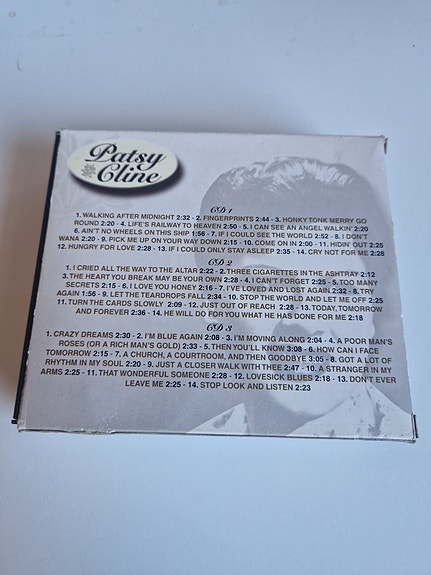 Patsy
Cline
CD 1
1. WALKING AFTER MIDNIGHT 2:32 - 2. FINGERPRINTS 2:44 - 3. HONKY TONK MERRY GO
ROUND 2:20 - 4. LIFE'S RAILWAY TO HEAVEN 2:50 - 5. I CAN SEE AN ANGEL WALKIN' 2:20
6. AIN'T NO WHEELS ON THIS SHIP 1:56 - 7. IF I COULD SEE THE WORLD 2:52 - 8. I DON'T
WANA 2:20 - 9. PICK ME UP ON YOUR WAY DOWN 2:15 - 10. COME ON IN 2:00 - 11. HIDIN' OUT 2:25
12. HUNGRY FOR LOVE 2:28 - 13. IF I COULD ONLY STAY ASLEEP 2:35 - 14. CRY NOT FOR ME 2:28
CD 2
1. I CRIED ALL THE WAY TO THE ALTAR 2:22 - 2. THREE CIGARETTES IN THE ASHTRAY 2:12
3. THE HEART YOU BREAK MAY BE YOUR OWN 2:28 - 4. I CAN'T FORGET 2:25 - 5. TOO MANY
SECRETS 2:15 - 6. I LOVE YOU HONEY 2:16 - 7. I'VE LOVED AND LOST AGAIN 2:32 - 8. TRY
AGAIN 1:56 - 9. LET THE TEARDROPS FALL 2:34 - 10. STOP THE WORLD AND LET ME OFF 2:25
11. TURN THE CARDS SLOWLY 2:09 - 12. JUST OUT OF REACH 2:28 - 13. TODAY, TOMORROW
AND FOREVER 2:36 - 14. HE WILL DO FOR YOU WHAT HE HAS DONE FOR ME 2:18
CD 3
1. CRAZY DREAMS 2:30 - 2. I'M BLUE AGAIN 2:08 - 3. I'M MOVING ALONG 2:04 - 4. A POOR MAN'S
ROSES (OR A RICH MAN'S GOLD) 2:33 - 5. THEN YOU'LL KNOW 3:08 - 6. HOW CAN I FACE
TOMORROW 2:15 - 7. A CHURCH, A COURTROOM, AND THEN GOODBYE 3:05 - 8. GOT A LOT OF
RHYTHM IN MY SOUL 2:20 - 9. JUST A CLOSER WALK WITH THEE 2:47 - 10. A STRANGER IN MY
ARMS 2:25 - 11. THAT WONDERFUL SOMEONE 2:28 - 12. LOVESICK BLUES 2:18 - 13. DON'T EVER
LEAVE ME 2:25 - 14. STOP LOOK AND LISTEN 2:23